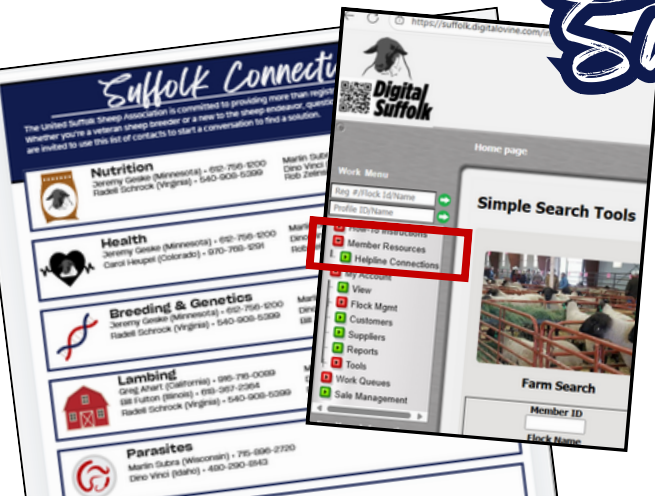 Suffolk Connecti
The United Suffolk Sheep Association is committed to providing more than regist
Whether you're a veteran sheep breeder or a new to the sheep endeavor, questio
are invited to use this list of contacts to start a conversation to find a solution.
Nutrition
Jeremy Geske (Minnesota) • 612-756-1200
Radell Schrock (Virginia) • 540-908-5399
Marlin Subr
Dino Vinci
Rob Zelins
Health
Jeremy Geske (Minnesota) • 612-756-1200
Carol Heupel (Colorado) • 970-768-1291
Breeding & Genetics
Jeremy Geske (Minnesota) • 612-756-1200
Radell Schrock (Virginia) • 540-908-5399
Lambing
Greg Ahart (California) • 916-716-0089
Bill Fulton (Illinois) • 618-367-2364
Radell Schrock (Virginia) • 540-908-5399
Parasites
Marlin Subra (Wisconsin) • 715-896-2720
Dino Vinci (Idaho) • 480-290-8143
https://suffolk.digitalovine.com/
Digital
Suffolk
Home page
Work Menu
Reg #/Flock Id/Name
Profile ID/Name
How-To Instructions
Member Resources
Helpline Connections
My Account
View
Flock Mgmt
Customers
Suppliers
Reports
Tools
Work Queues
Sale Management
Simple Search Tools
Farm Search
Member ID
Flock Name